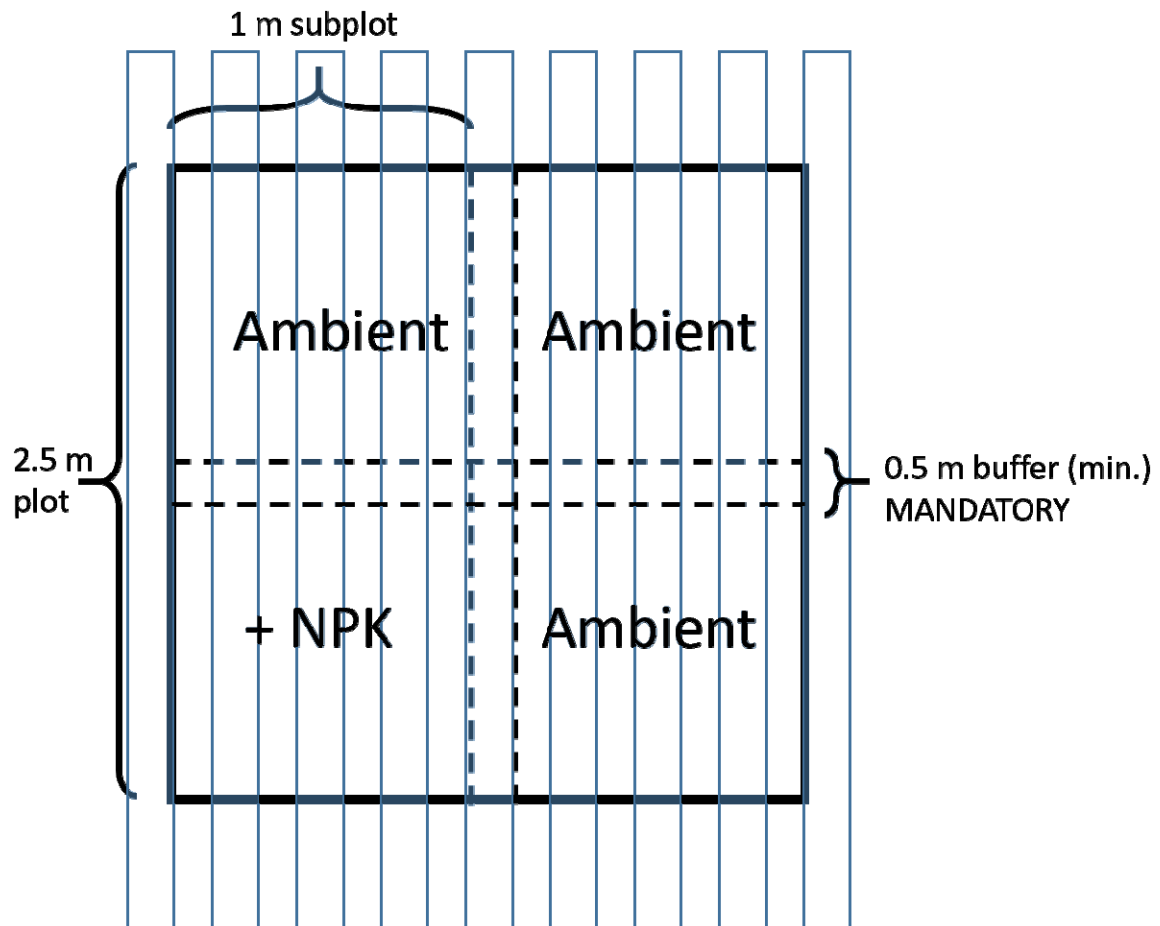 1 m subplot
Ambient
Ambient
2.5 m
plot
0.5 m buffer (min.)
MANDATORY
+ NPK
Ambient